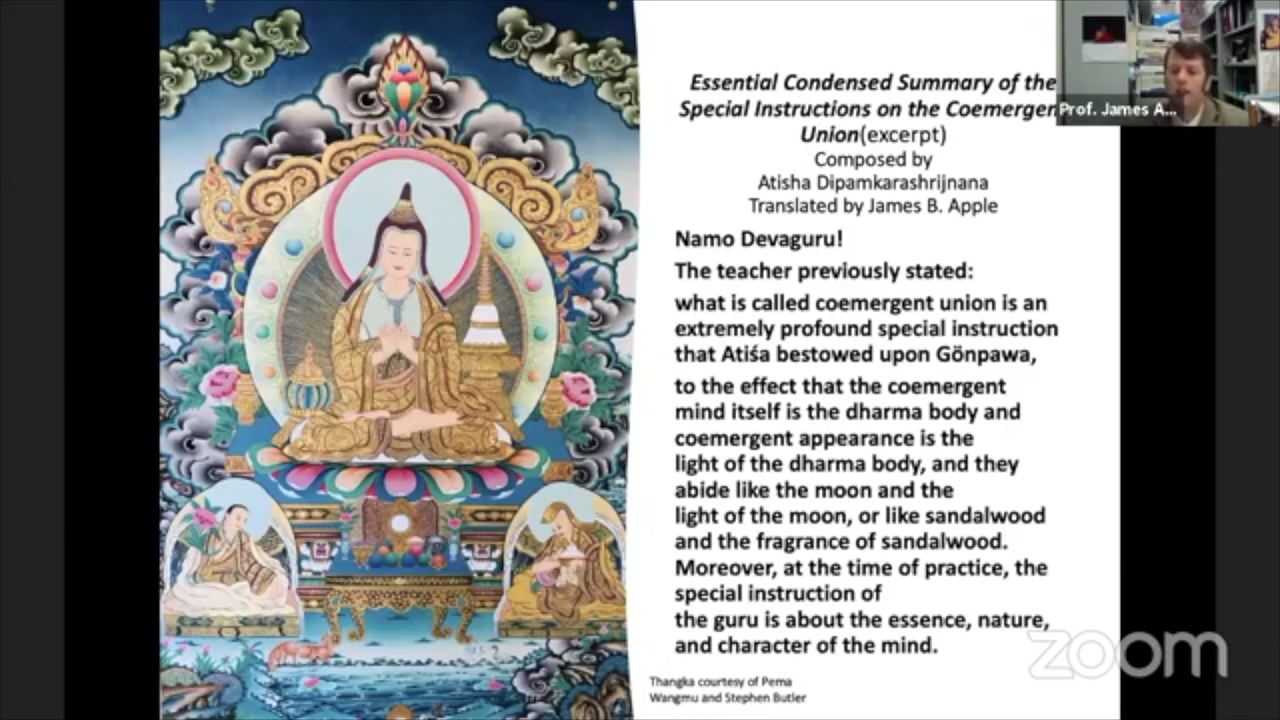 Essential Condensed Summary of the
Special Instructions on the Coemergen
Union(excerpt)
Composed by
Atisha Dipamkarashrijnana
Translated by James B. Apple
Namo Devaguru!
The teacher previously stated:
what is called coemergent union is an
extremely profound special instruction
that Atiśa bestowed upon Gönpawa,
to the effect that the coemergent
mind itself is the dharma body and
coemergent appearance is the
light of the dharma body, and they
abide like the moon and the
light of the moon, or like sandalwood
and the fragrance of sandalwood.
Moreover, at the time of practice, the
special instruction of
the guru is about the essence, nature,
and character of the mind.
Thangka courtesy of Pema
Wangmu and Stephen Butler
Prof. James A...
zoom